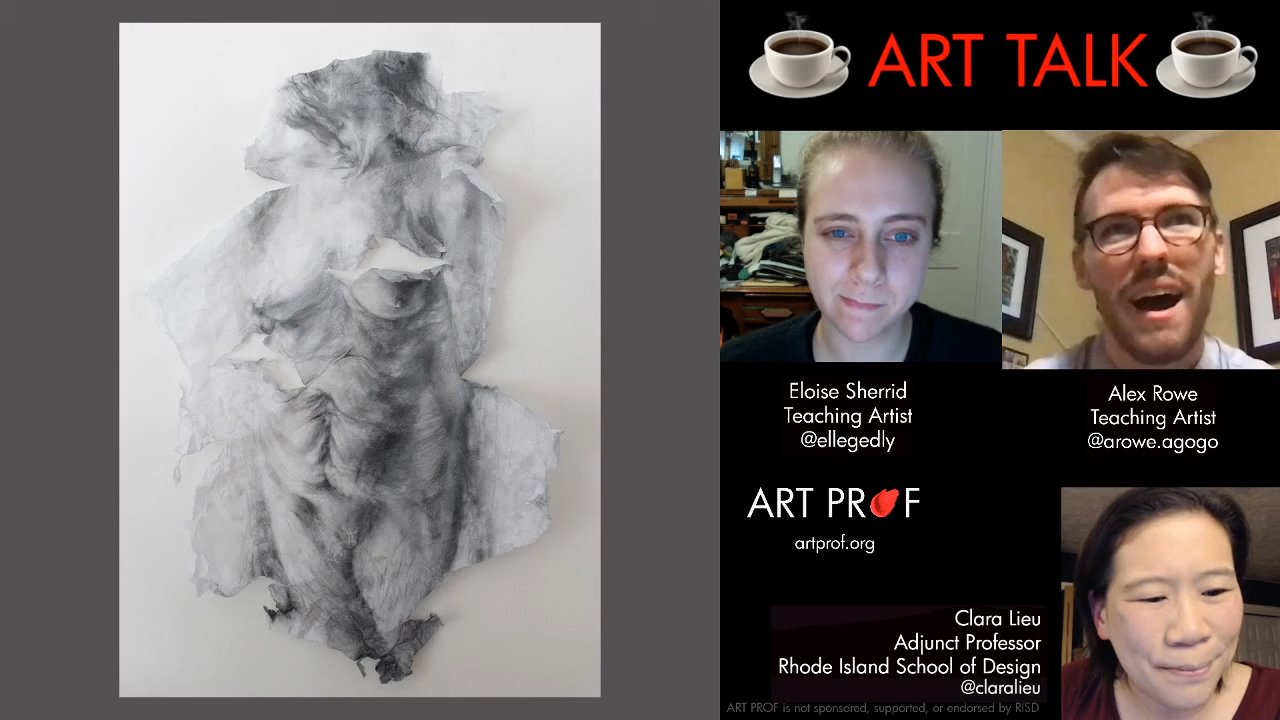 ART TALK
Eloise Sherrid
Teaching Artist
@ellegedly
Alex Rowe
Teaching Artist
@arowe.agogo
ART PROF
artprof.org
Clara Lieu
Adjunct Professor
Rhode Island School of Design
@claralieu
ART PROF is not sponsored, supported, or endorsed by RISD